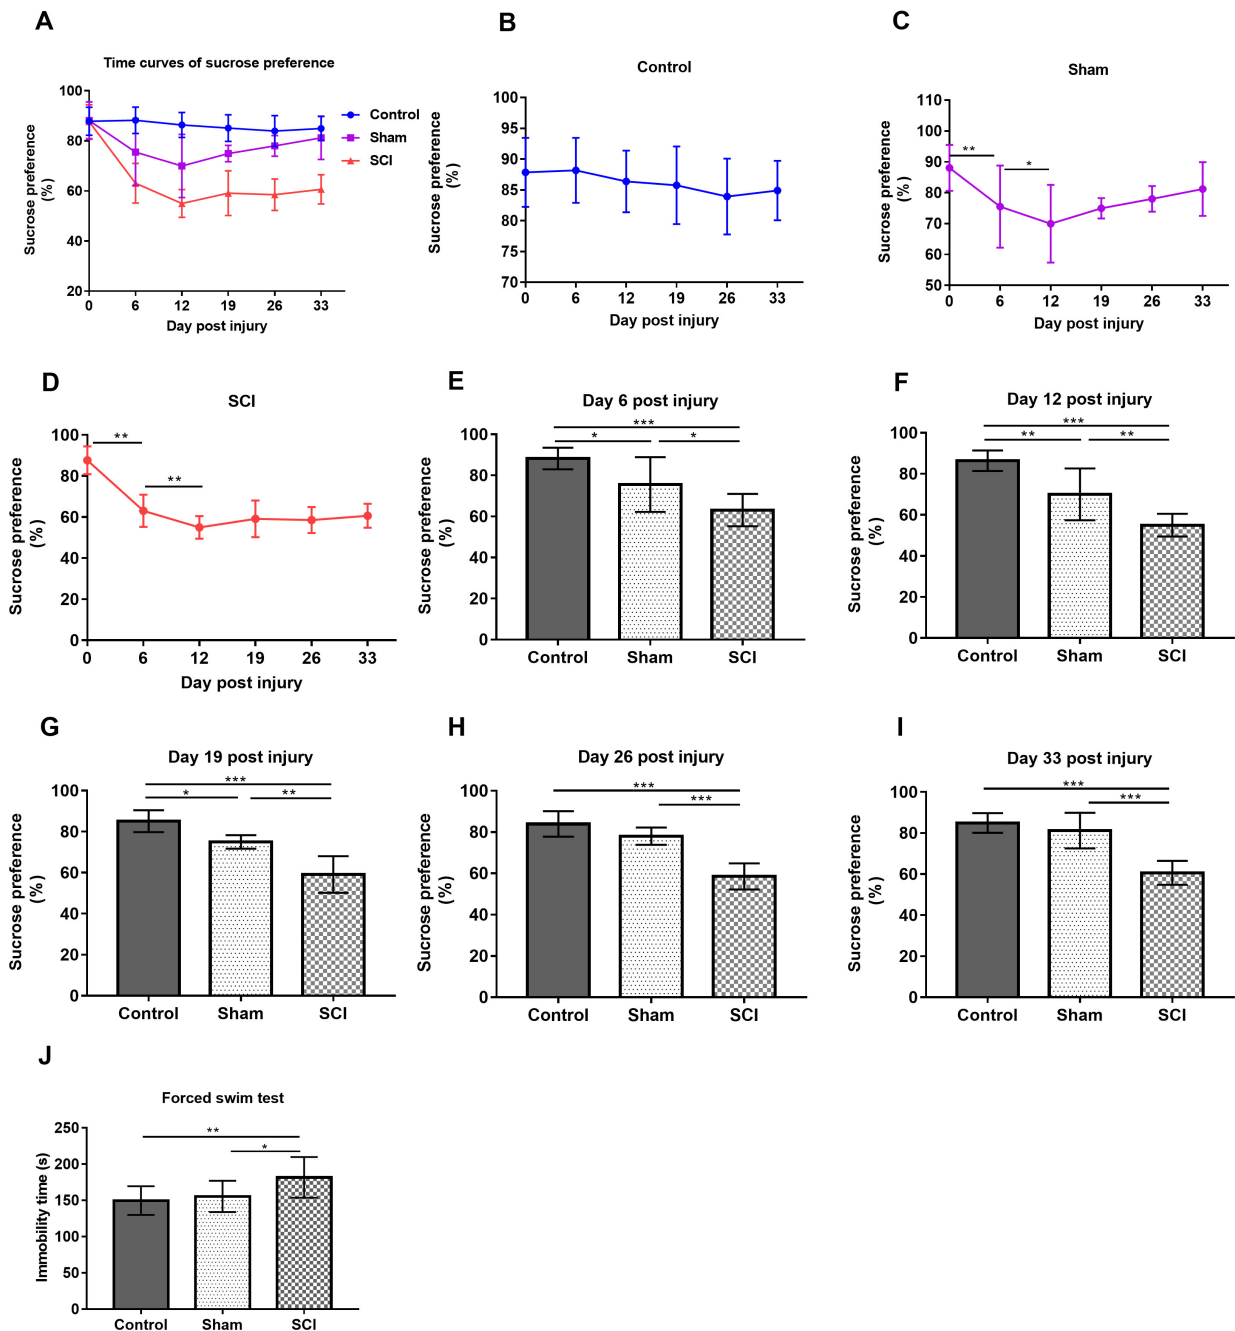 A
Time curves of sucrose preference
Sucrose preference
(%)
100
80
60
40
20
0 6 12 19 26 33
Day post injury
Control
Sham
SCI
B
Control
Sucrose preference
(%)
100
95
90
85
80
75
70
0 6 12 19 26 33
Day post injury
C
Sham
Sucrose preference
(%)
110
100
90
80
70
60
50
**
*
0 6 12 19 26 33
Day post injury
D
SCI
Sucrose preference
(%)
100
80
60
40
20
0
**
**
0 6 12 19 26 33
Day post injury
E
Day 6 post injury
Sucrose preference
(%)
100
80
60
40
20
0
***
* *
Control Sham SCI
F
Day 12 post injury
Sucrose preference
(%)
100
80
60
40
20
0
***
** **
Control Sham SCI
G
Day 19 post injury
Sucrose preference
(%)
100
80
60
40
20
0
***
* **
Control Sham SCI
H
Day 26 post injury
Sucrose preference
(%)
100
80
60
40
20
0
***
***
Control Sham SCI
I
Day 33 post injury
Sucrose preference
(%)
100
80
60
40
20
0
***
***
Control Sham SCI
J
Forced swim test
Immobility time (s)
250
200
150
100
50
0
**
*
Control Sham SCI